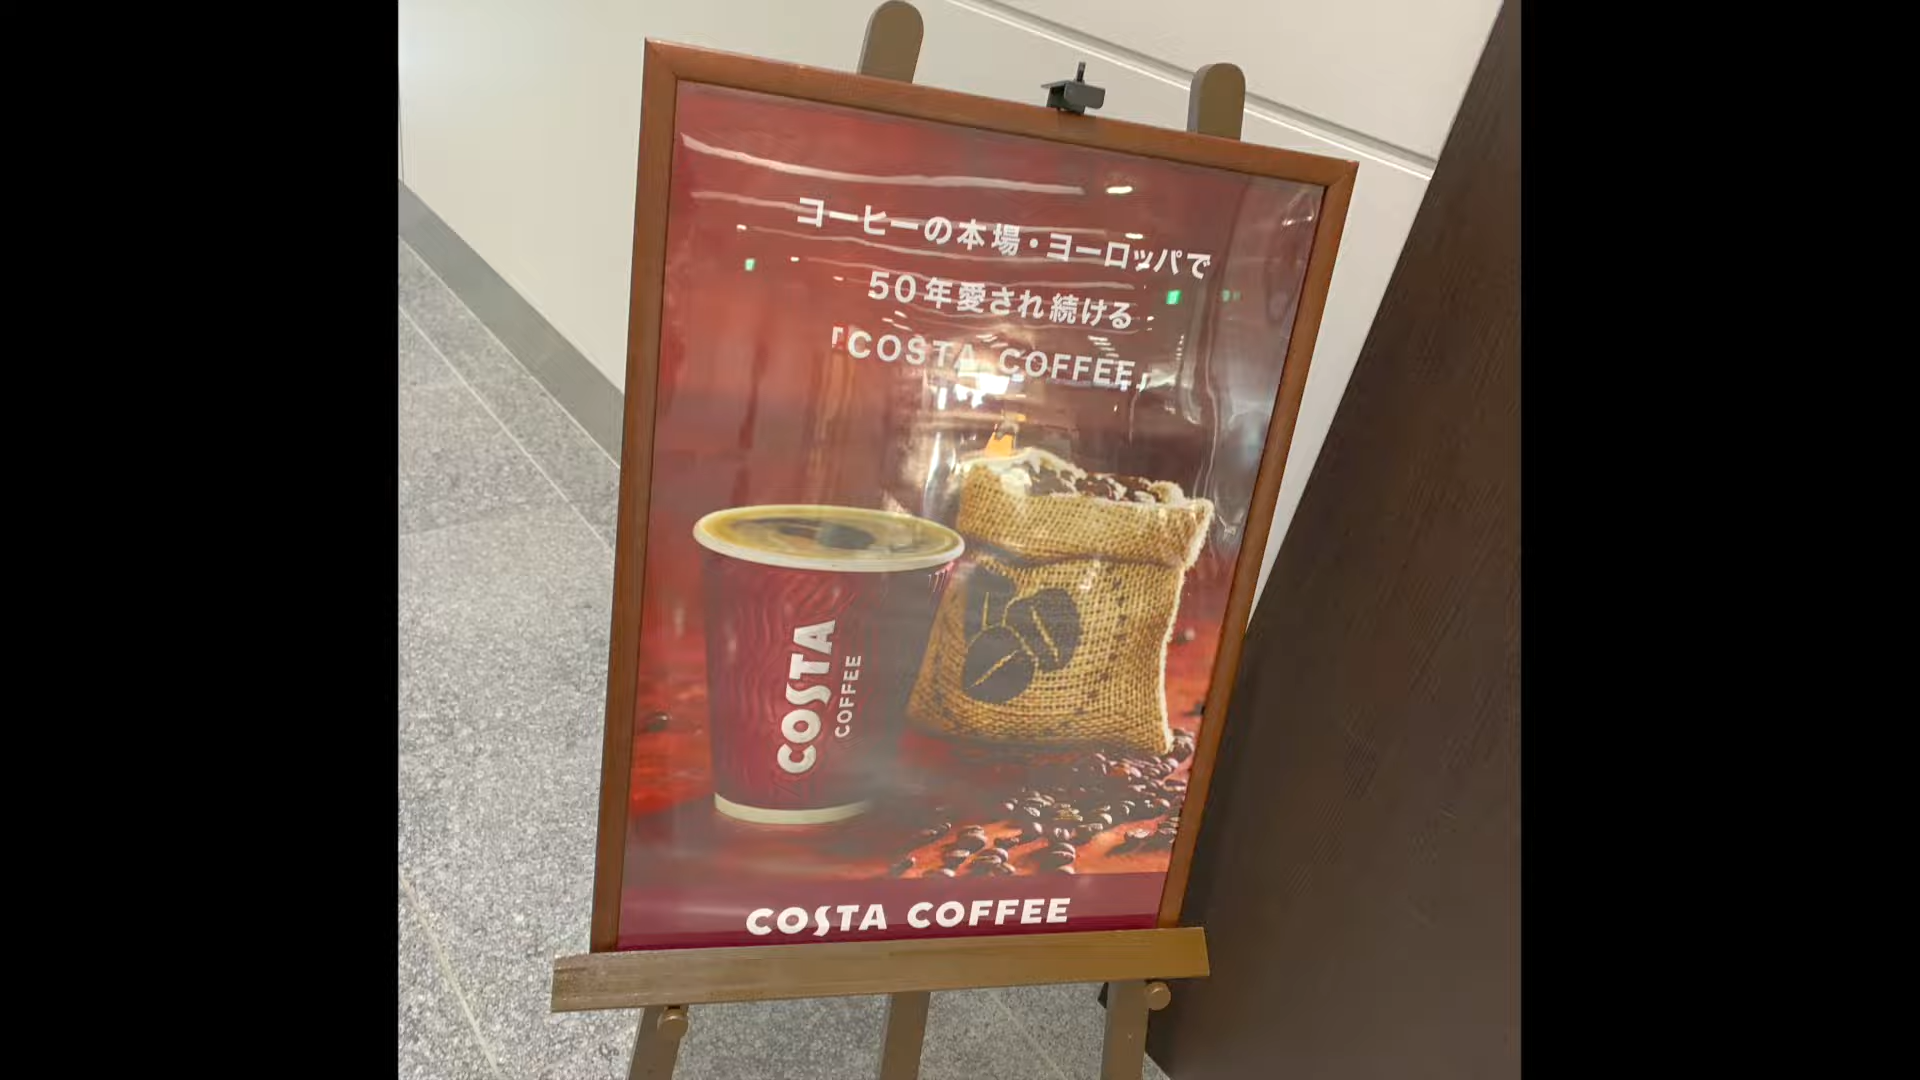 コーヒーの本場・ヨーロッパで
50年愛され続ける
「COSTA COFFEE」
COSTA
COFFEE
COSTA COFFEE